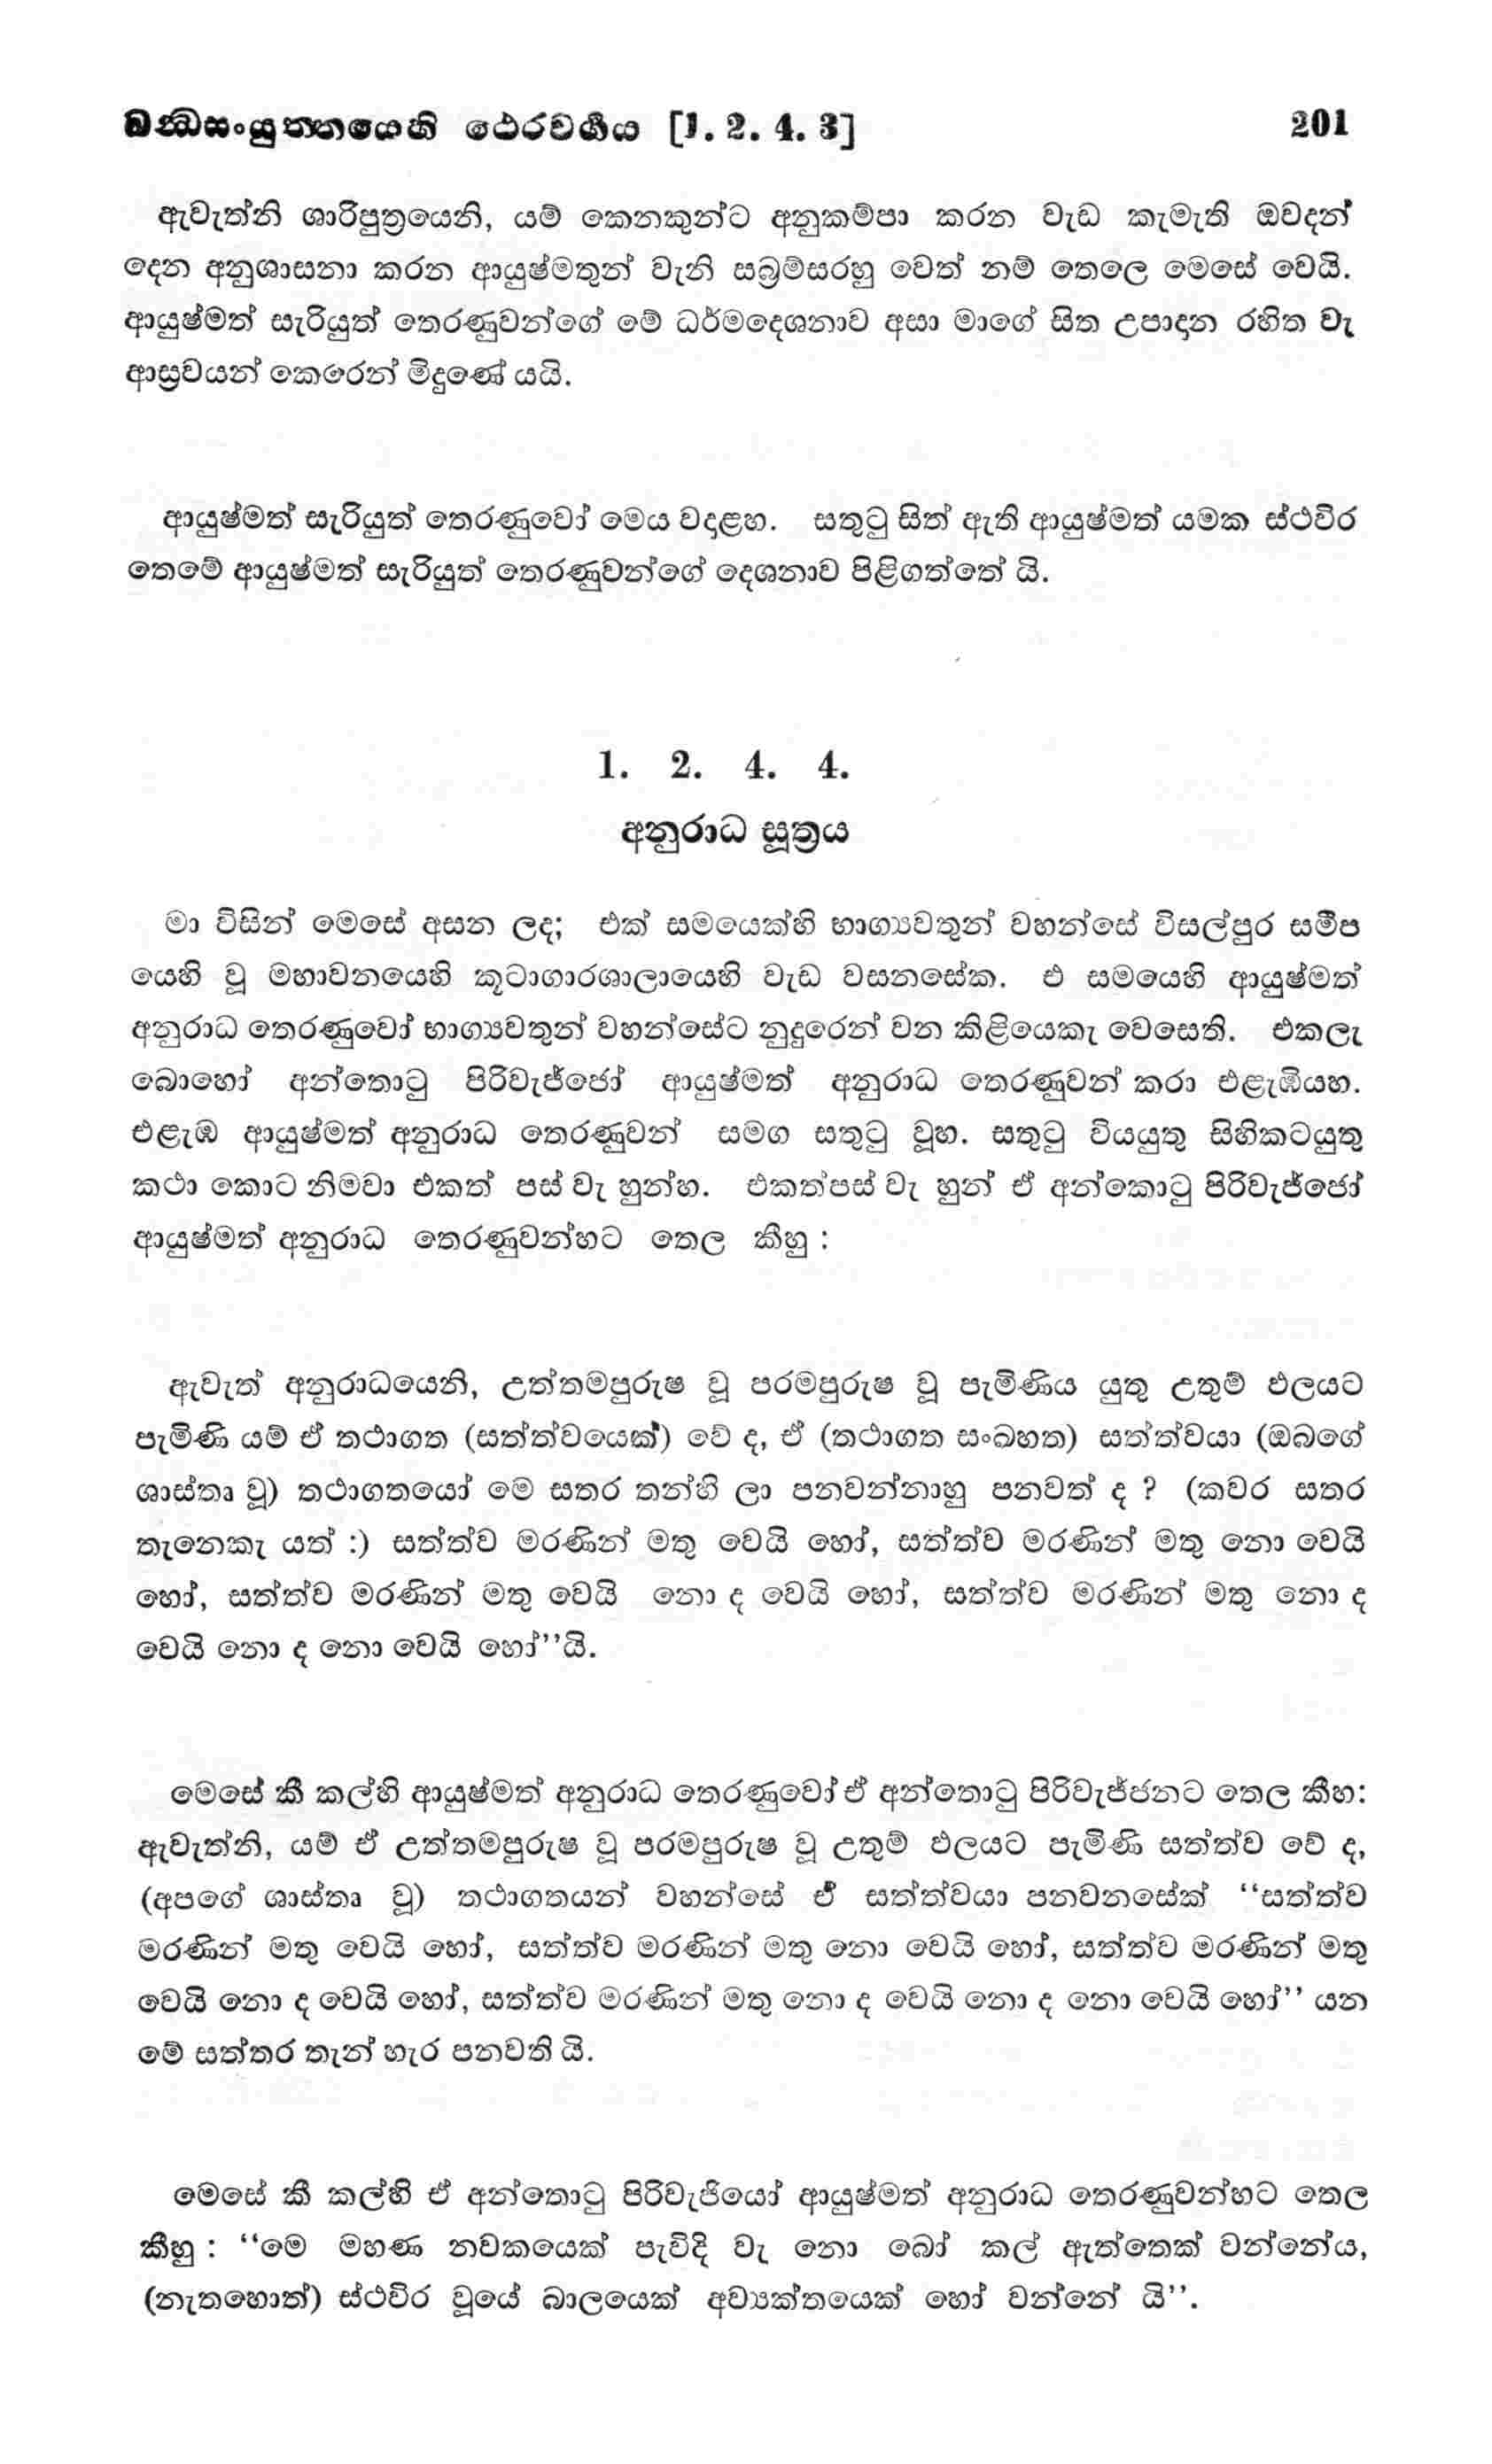 ඛන්ධසංයුත්තයෙහි ථෙරවර්‍ගය [1. 2. 4. 3] 201
ඇවැත්නි ශාරිපුත්‍රයෙනි, යම් කෙනකුන්ට අනුකම්පා කරන වැඩ කැමැති ඔවදන්
දෙන අනුශාසනා කරන ආයුෂ්මතුන් වැනි සබ්‍රම්සරහු වෙත් නම් තෙලෙ මෙසේ වෙයි.
ආයුෂ්මත් සැරියුත් තෙරණුවන්ගේ මේ ධර්මදෙශනාව අසා මාගේ සිත උපාදාන රහිත වැ
ආස්‍රවයන් කෙරෙන් මිදුණේ යයි.
ආයුෂ්මත් සැරියුත් තෙරණුවෝ මෙය වදාළහ. සතුටු සිත් ඇති ආයුෂ්මත් යමක ස්ථවිර
තෙමේ ආයුෂ්මත් සැරියුත් තෙරණුවන්ගේ දෙශනාව පිළිගත්තේ යි.
1. 2. 4. 4.
අනුරාධ සූත්‍රය
මා විසින් මෙසේ අසන ලද; එක් සමයෙක්හි භාග්‍යවතුන් වහන්සේ විසල්පුර සමීප
යෙහි වූ මහාවනයෙහි කූටාගාරශාලායෙහි වැඩ වසනසේක. එ සමයෙහි ආයුෂ්මත්
අනුරාධ තෙරණුවෝ භාග්‍යවතුන් වහන්සේට නුදුරෙන් වන කිළියෙකැ වෙසෙති. එකලැ
බොහෝ අන්තොටු පිරිවැජ්ජෝ ආයුෂ්මත් අනුරාධ තෙරණුවන් කරා එළැඹියහ.
එළැඹ ආයුෂ්මත් අනුරාධ තෙරණුවන් සමග සතුටු වූහ. සතුටු වියයුතු සිහිකටයුතු
කථා කොට නිමවා එකත් පස් වැ හුන්හ. එකත්පස් වැ හුන් ඒ අන්කොටු පිරිවැජ්ජෝ
ආයුෂ්මත් අනුරාධ තෙරණුවන්හට තෙල කීහු :
ඇවැත් අනුරාධයෙනි, උත්තමපුරුෂ වූ පරමපුරුෂ වූ පැමිණිය යුතු උතුම් ඵලයට
පැමිණි යම් ඒ තථාගත (සත්ත්වයෙක්) වේ ද, ඒ (තථාගත සංඛහත) සත්ත්වයා (ඔබගේ
ශාස්තෘ වූ) තථාගතයෝ මෙ සතර තන්හි ලා පනවන්නාහු පනවත් ද ? (කවර සතර
තැනෙකැ යත් :) සත්ත්ව මරණින් මතු වෙයි හෝ, සත්ත්ව මරණින් මතු නො වෙයි
හෝ, සත්ත්ව මරණින් මතු වෙයි නො ද වෙයි හෝ, සත්ත්ව මරණින් මතු නො ද
වෙයි නො ද නො වෙයි හෝ’’යි.
මෙසේ කී කල්හි ආයුෂ්මත් අනුරාධ තෙරණුවෝ ඒ අන්තොටු පිරිවැජ්ජනට තෙල කීහ:
ඇවැත්නි, යම් ඒ උත්තමපුරුෂ වූ පරමපුරුෂ වූ උතුම් ඵලයට පැමිණි සත්ත්ව වේ ද,
(අපගේ ශාස්තෘ වූ) තථාගතයන් වහන්සේ ඒ සත්ත්වයා පනවනසේක් ‘‘සත්ත්ව
මරණින් මතු වෙයි හෝ, සත්ත්ව මරණින් මතු නො වෙයි හෝ, සත්ත්ව මරණින් මතු
වෙයි නො ද වෙයි හෝ, සත්ත්ව මරණින් මතු නො ද වෙයි නො ද නො වෙයි හෝ’’ යන
මේ සත්තර තැන් හැර පනවති යි.
මෙසේ කී කල්හි ඒ අන්තොටු පිරිවැජියෝ ආයුෂ්මත් අනුරාධ තෙරණුවන්හට තෙල
කීහු : ‘‘මෙ මහණ නවකයෙක් පැවිදි වැ නො බෝ කල් ඇත්තෙක් වන්නේය,
(නැතහොත්) ස්ථවිර වූයේ බාලයෙක් අව්‍යක්තයෙක් හෝ වන්නේ යි’’.